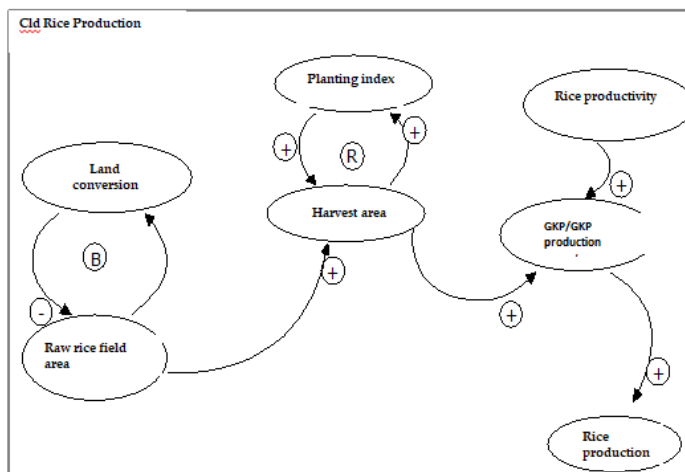 Cld Rice Production
Planting index
Rice productivity
+
+
R
Land
conversion
+
Harvest area
GKP/GKP
production
B
+
-
+
Raw rice field
area
+
Rice
production